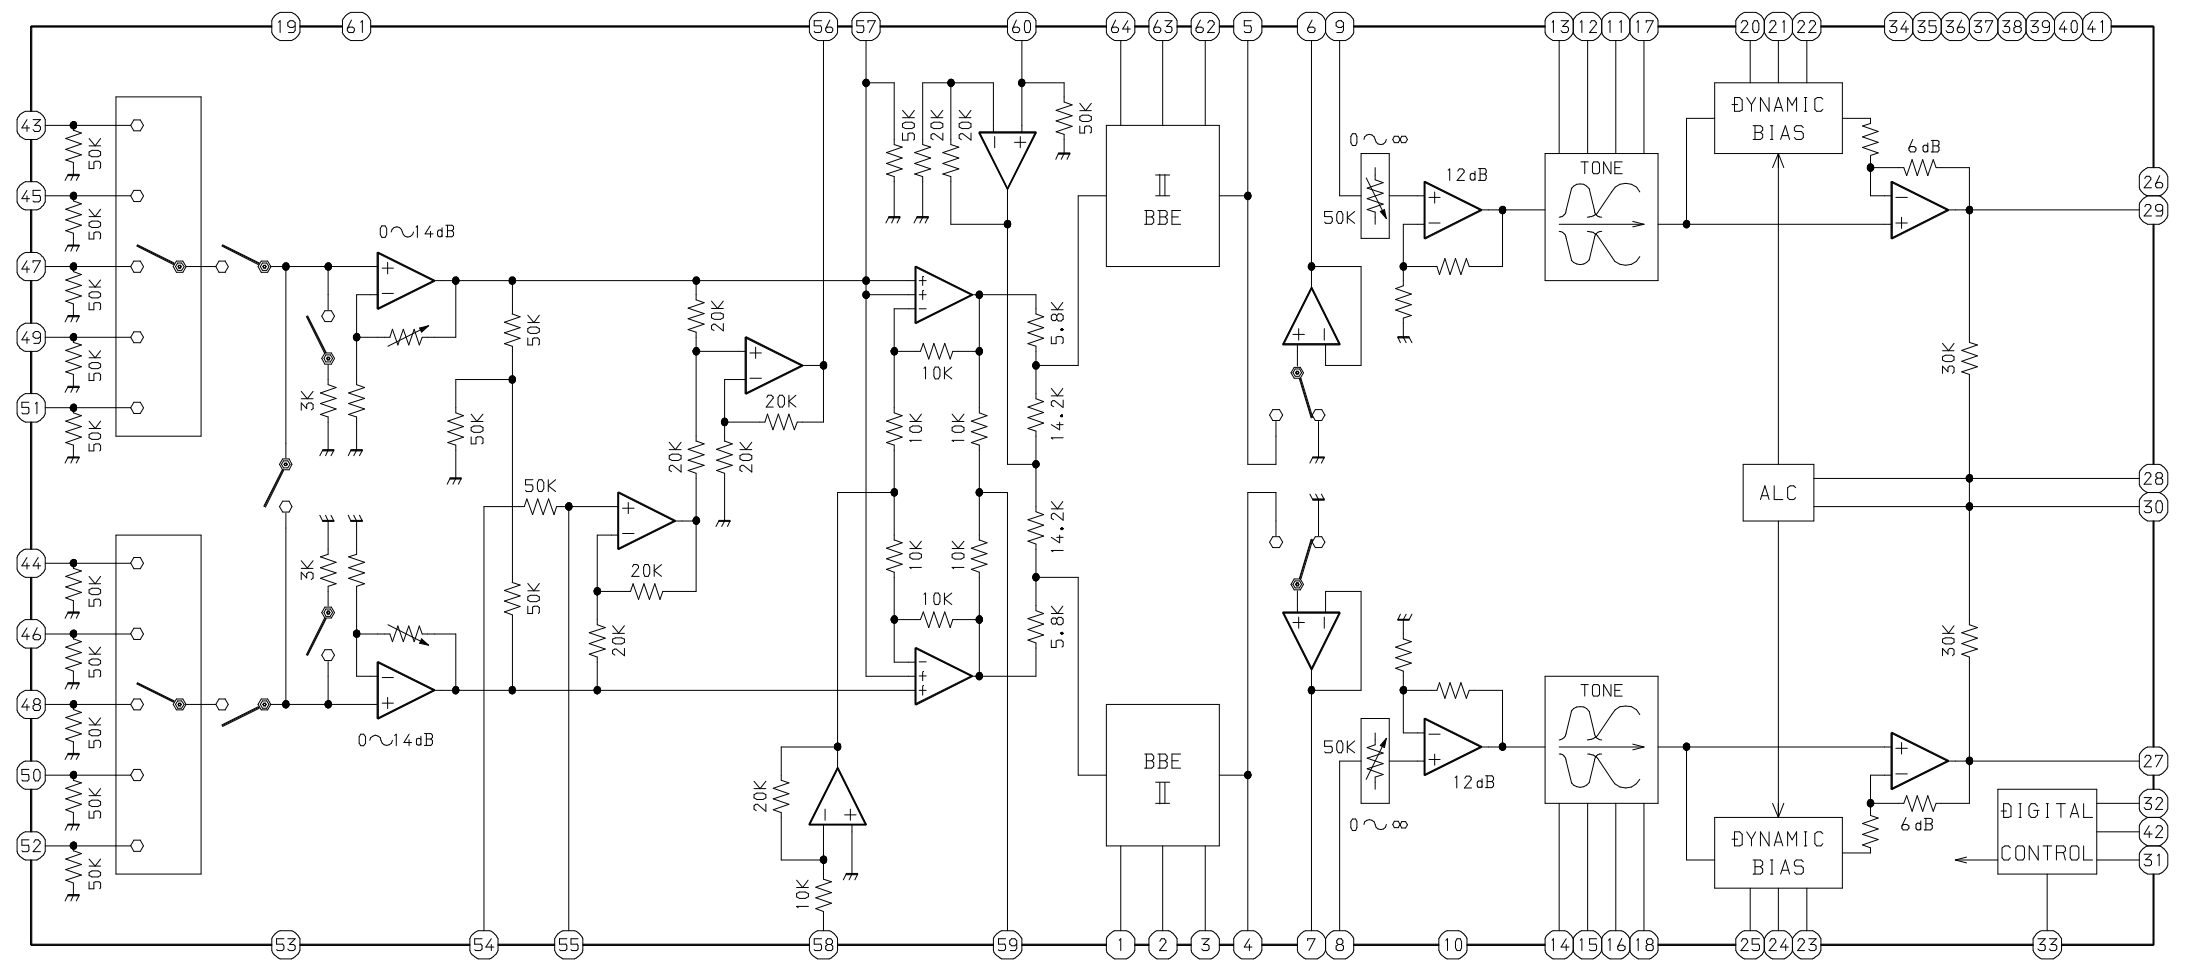 19 61 56 57 60 64 63 62 5 6 9 13 12 11 17 20 21 22 34 35 36 37 38 39 40 41
43
50K
45
50K
47
50K
49
50K
51
50K
44
50K
46
50K
48
50K
50
50K
52
50K
0~14dB
3K
3K
0~14dB
50K
50K
50K
50K
20K
20K
20K
20K
20K
20K
20K
20K
10K
50K
20K
20K
50K
10K
10K
10K
10K
10K
10K
5.8K
14.2K
14.2K
5.8K
II
BBE
BBE
II
0~∞
50K
12dB
50K
0~∞
12dB
TONE
TONE
DYNAMIC
BIAS
6dB
26
29
30K
ALC
28
30
30K
27
6dB
DYNAMIC
BIAS
DIGITAL
CONTROL
32
42
31
53 54 55 58 59 1 2 3 4 7 8 10 14 15 16 18 25 24 23 33